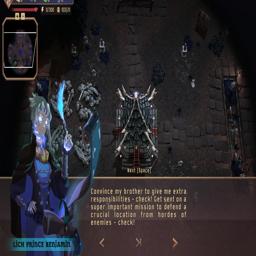 Next [Space]
Convince my brother to give me extra
responsibilities - check! Get sent on a
super important mission to defend a
crucial location from hordes of
enemies - check!
LICH PRINCE BENJAMIN